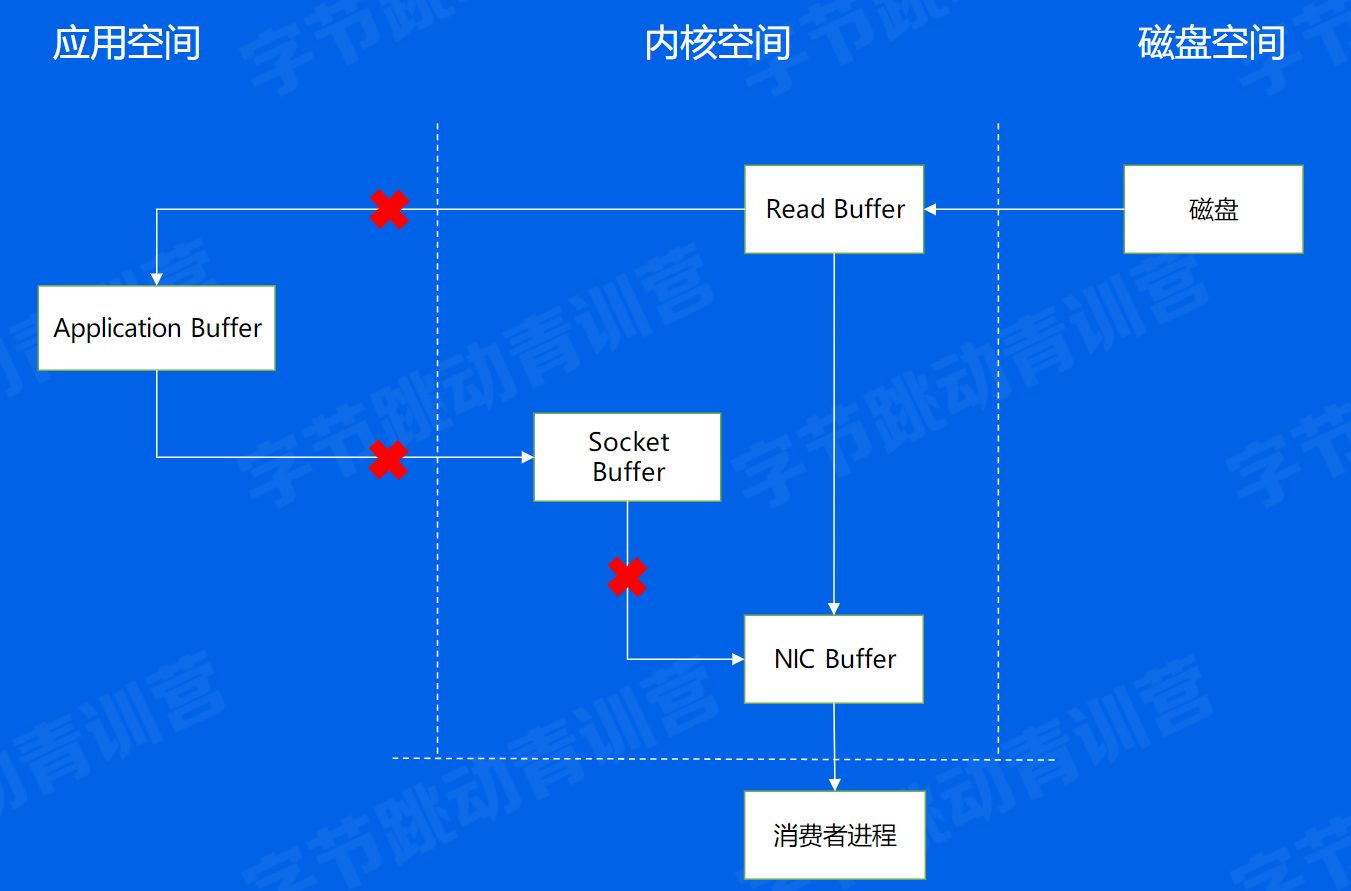 应用空间
内核空间
磁盘空间
Read Buffer
磁盘
Application Buffer
Socket
Buffer
NIC Buffer
消费者进程
字节跳动青训营